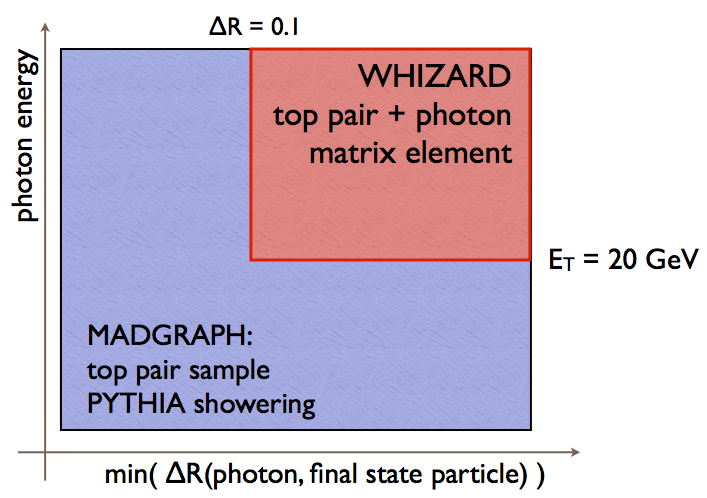 ΔR = 0.1
photon energy
WHIZARD
top pair + photon
matrix element
E_T = 20 GeV
MADGRAPH:
top pair sample
PYTHIA showering
min( ΔR(photon, final state particle) )